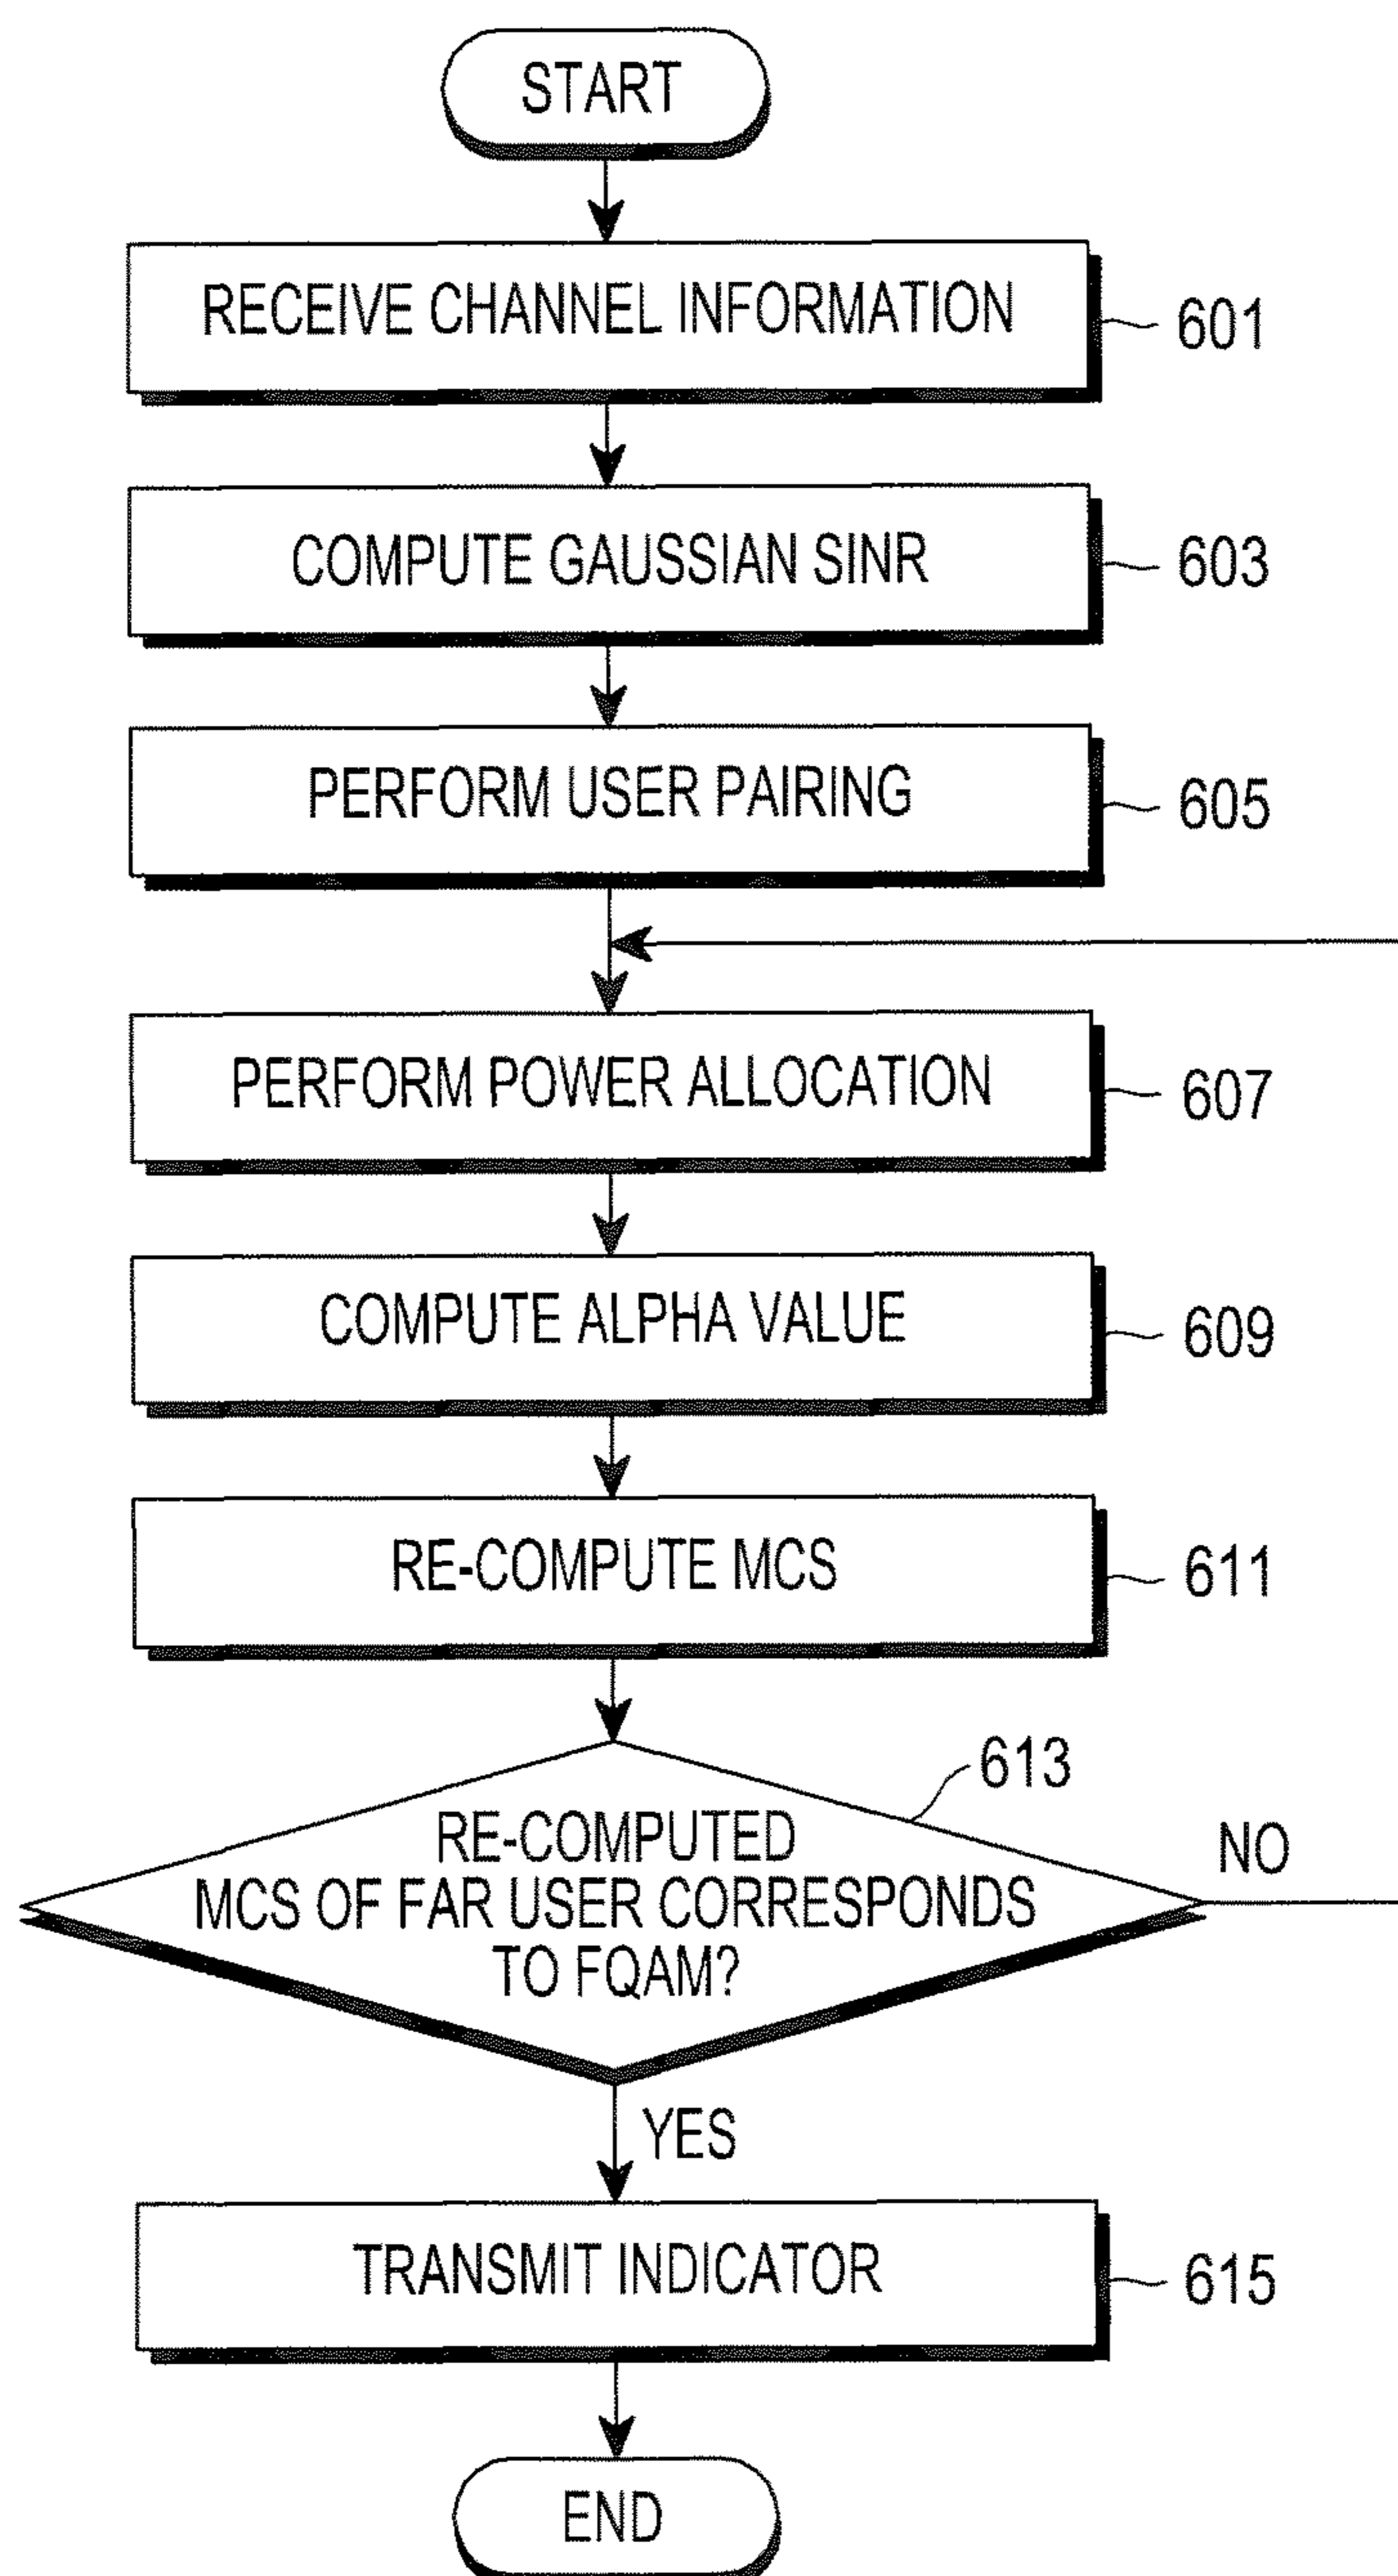 START
RECEIVE CHANNEL INFORMATION
601
COMPUTE GAUSSIAN SINR
603
PERFORM USER PAIRING
605
PERFORM POWER ALLOCATION
607
COMPUTE ALPHA VALUE
609
RE-COMPUTE MCS
611
613
RE-COMPUTED
MCS OF FAR USER CORRESPONDS
TO FQAM?
NO
YES
TRANSMIT INDICATOR
615
END